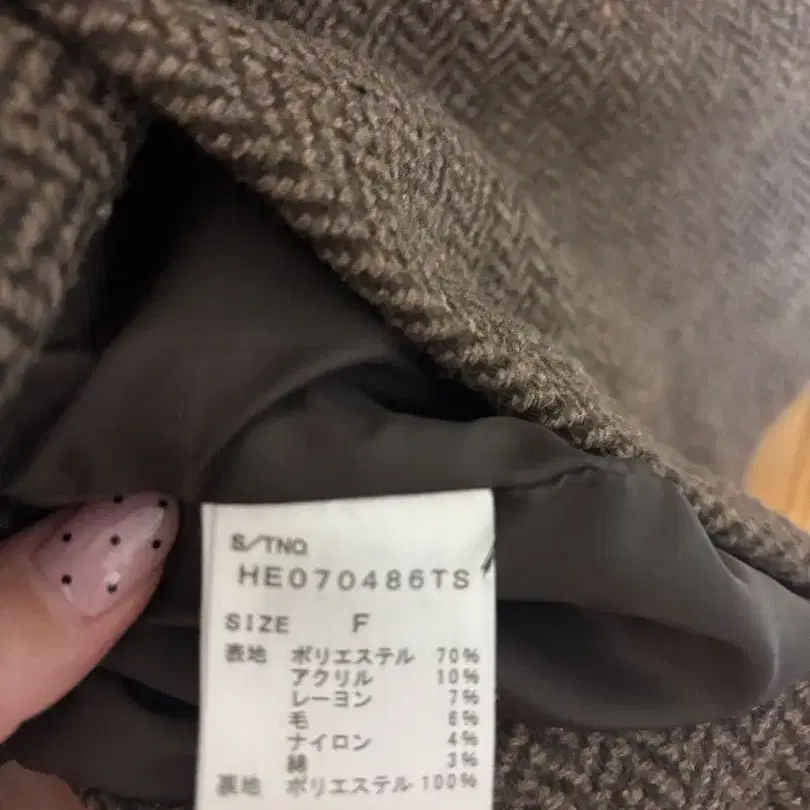 S/TNO
HE070486TS
SIZE F
表地 ポリエステル 70%
アクリル 10%
レーヨン 7%
毛 6%
ナイロン 4%
綿 3%
裏地 ポリエステル 100%